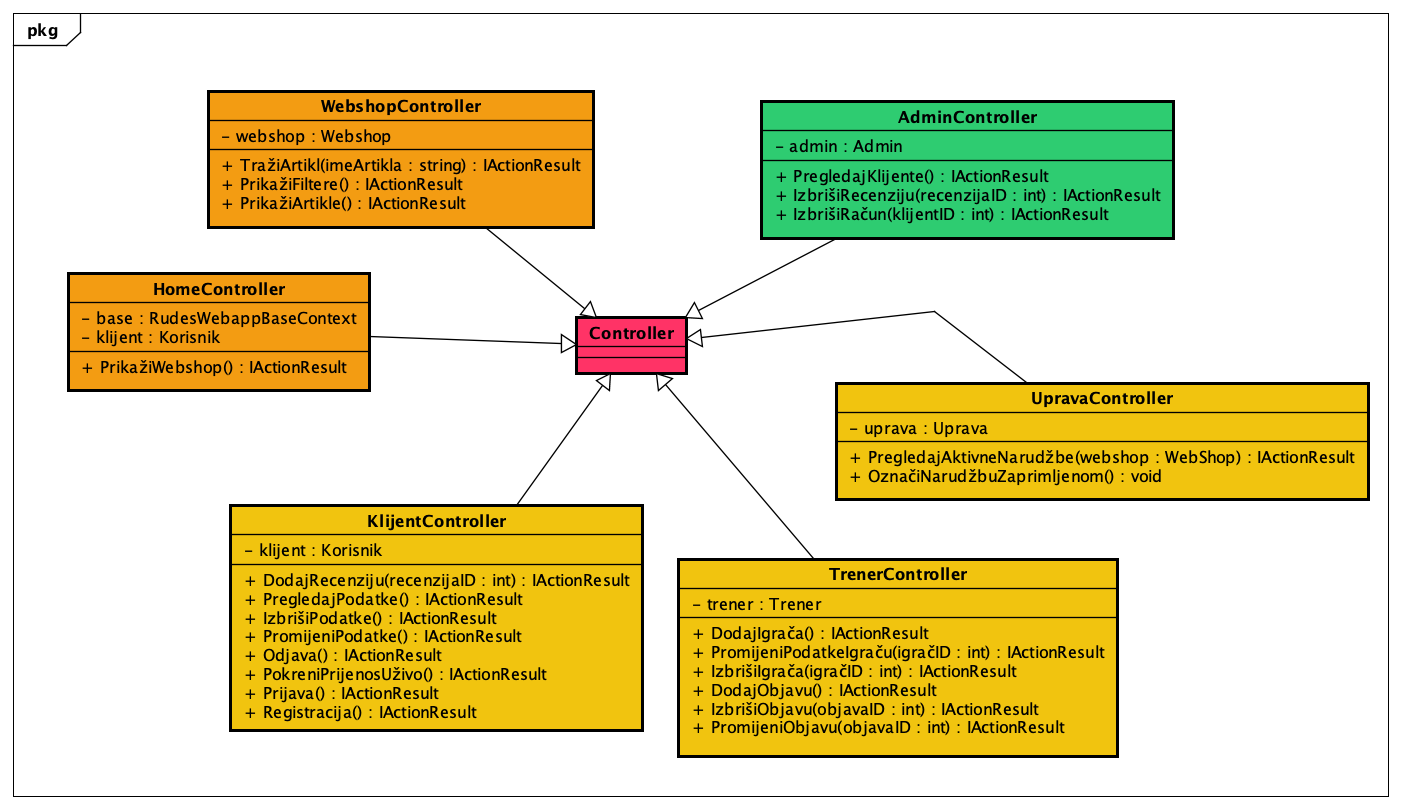 pkg
WebshopController
- webshop : Webshop
+ TražiArtikl(imeArtikla : string) : IActionResult
+ PrikažiFiltere() : IActionResult
+ PrikažiArtikle() : IActionResult
AdminController
- admin : Admin
+ PregledajKlijente() : IActionResult
+ IzbrišiRecenziju(recenzijaID : int) : IActionResult
+ IzbrišiRačun(klijentID : int) : IActionResult
HomeController
- base : RudesWebappBaseContext
- klijent : Korisnik
+ PrikažiWebshop() : IActionResult
Controller
UpravaController
- uprava : Uprava
+ PregledajAktivneNarudžbe(webshop : WebShop) : IActionResult
+ OznačiNarudžbuZaprimljenom() : void
KlijentController
- klijent : Korisnik
+ DodajRecenziju(recenzijaID : int) : IActionResult
+ PregledajPodatke() : IActionResult
+ IzbrišiPodatke() : IActionResult
+ PromijeniPodatke() : IActionResult
+ Odjava() : IActionResult
+ PokreniPrijenosUživo() : IActionResult
+ Prijava() : IActionResult
+ Registracija() : IActionResult
TrenerController
- trener : Trener
+ DodajIgrača() : IActionResult
+ PromijeniPodatkeIgraču(igračID : int) : IActionResult
+ IzbrišiIgrača(igračID : int) : IActionResult
+ DodajObjavu() : IActionResult
+ IzbrišiObjavu(objavaID : int) : IActionResult
+ PromijeniObjavu(objavaID : int) : IActionResult